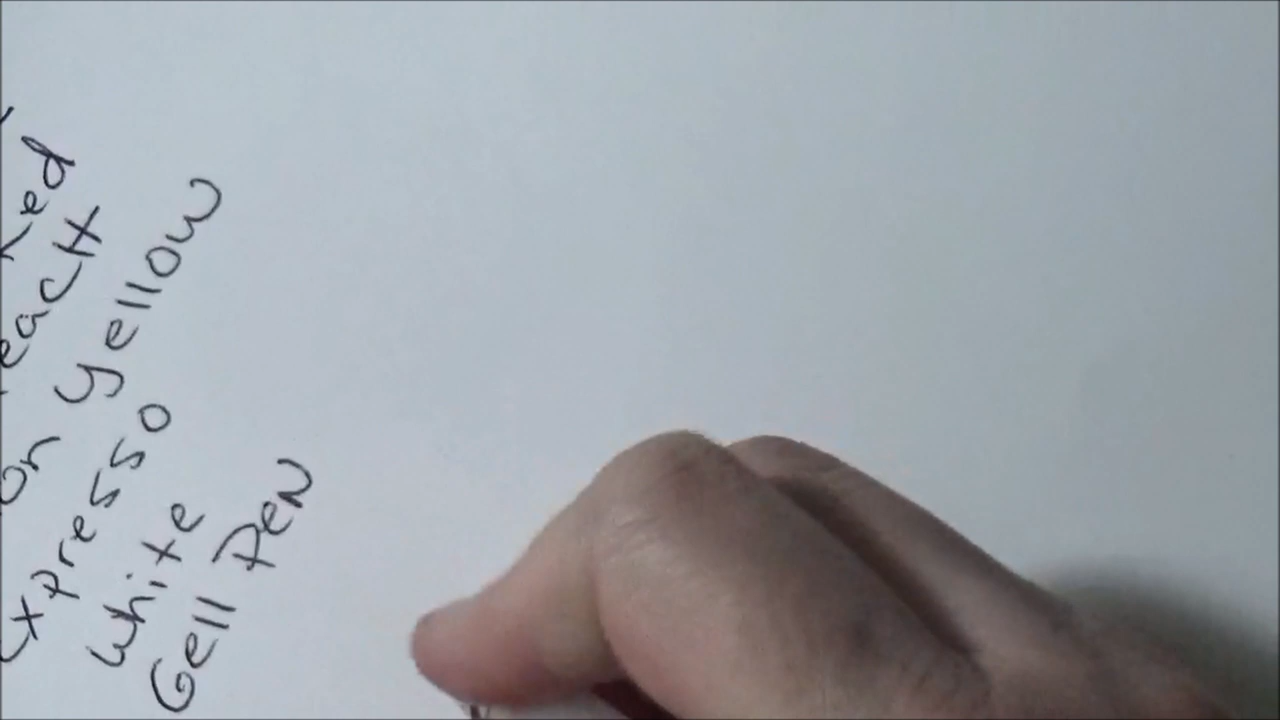 Red
each
on yellow
expresso
white
Gell Pen